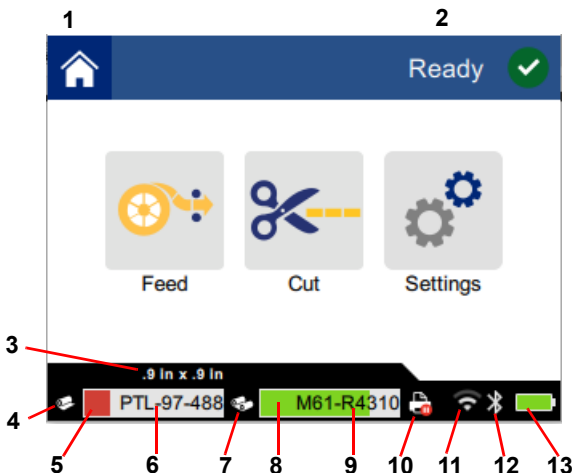 1
2
Ready
Feed
Cut
Settings
3
.9 in x .9 in
4
PTL-97-488
M61-R4310
5
6
7
8
9
10
11
12
13